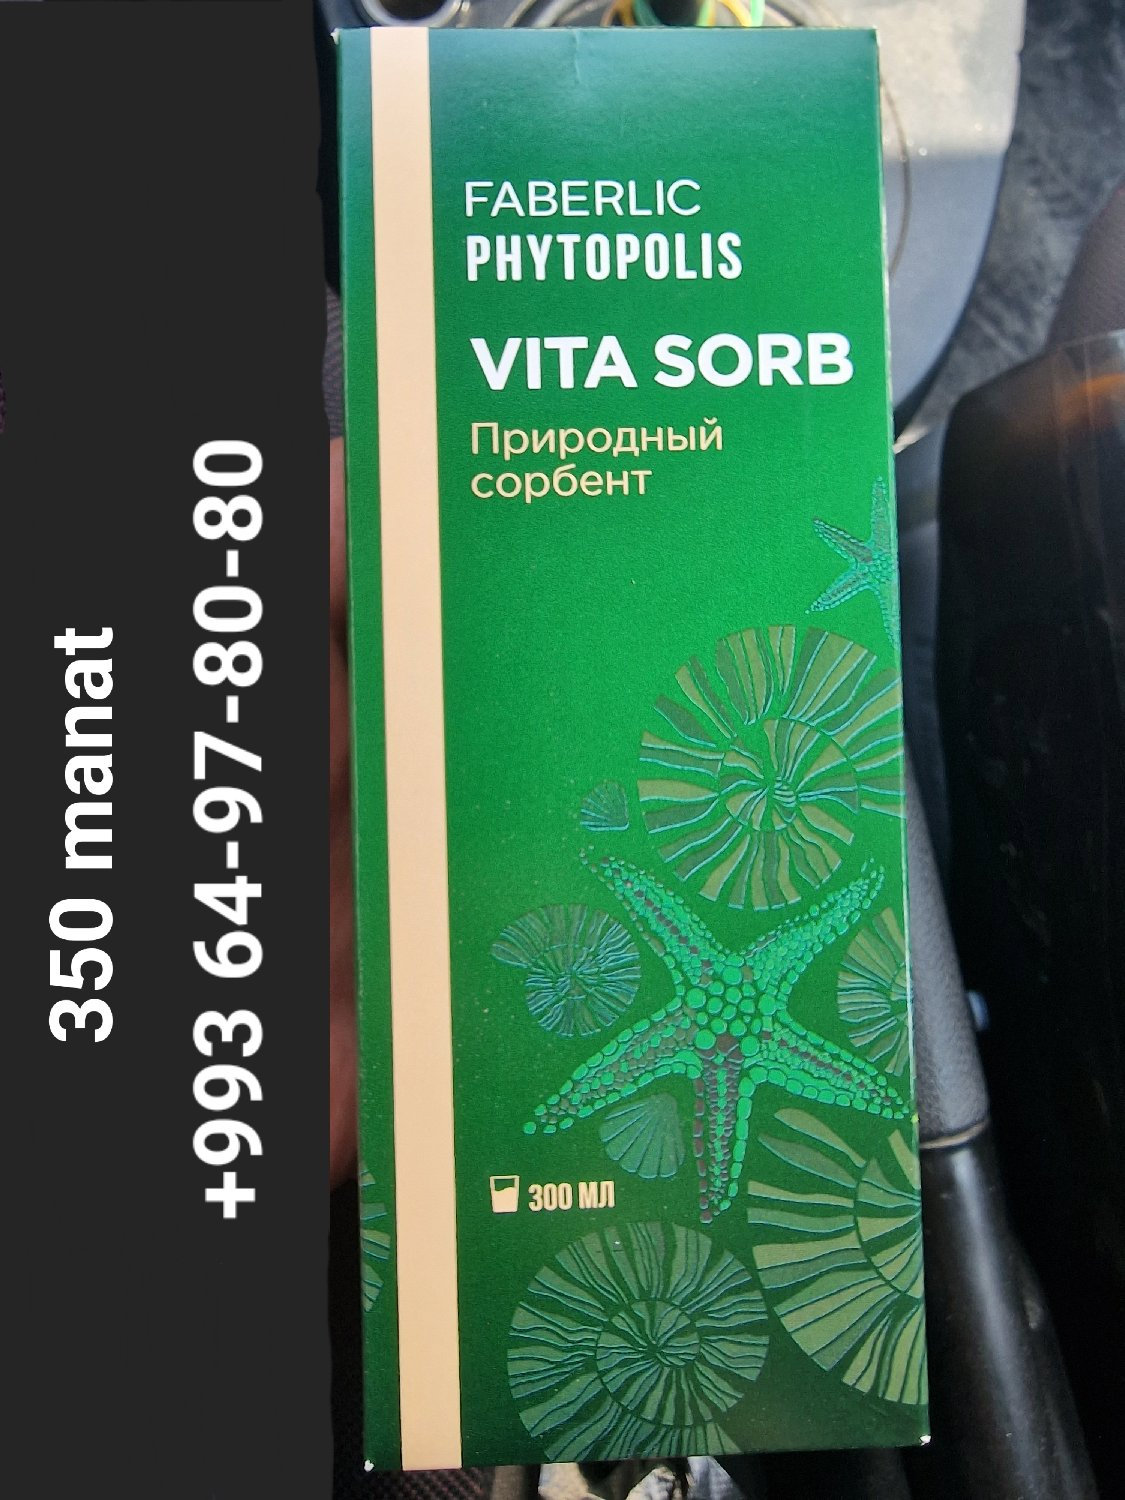 350 manat
+993 64-97-80-80
FABERLIC
PHYTOPOLIS
VITA SORB
Природный
сорбент
300 МЛ